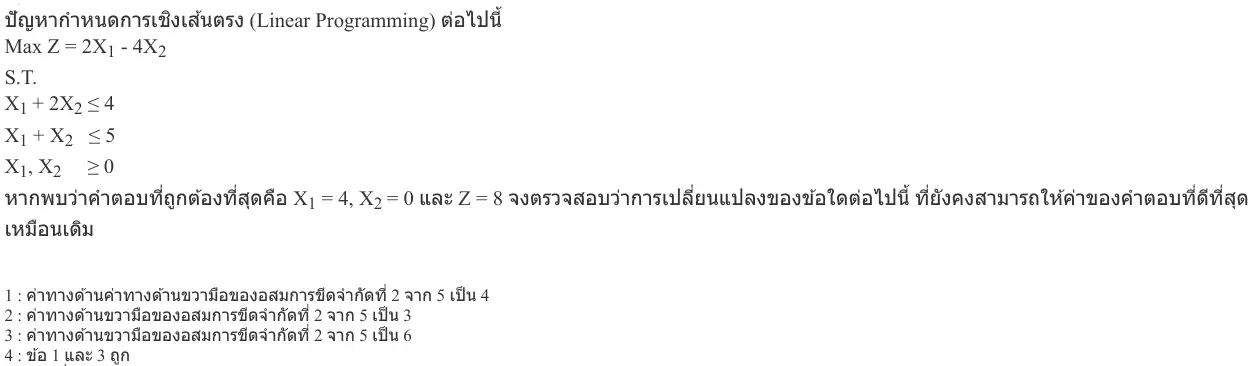 ปัญหากำหนดการเชิงเส้นตรง (Linear Programming) ต่อไปนี้
Max Z = 2X1 - 4X2
S.T.
X1 + 2X2 ≤ 4
X1 + X2 ≤ 5
X1, X2 ≥ 0
หากพบว่าคำตอบที่ถูกต้องที่สุดคือ X1 = 4, X2 = 0 และ Z = 8 จงตรวจสอบว่าการเปลี่ยนแปลงของข้อใดต่อไปนี้ ที่ยังคงสามารถให้ค่าของคำตอบที่ดีที่สุด
เหมือนเดิม
1 : ค่าทางด้านค่าทางด้านขวามือของอสมการขีดจำกัดที่ 2 จาก 5 เป็น 4
2 : ค่าทางด้านขวามือของอสมการขีดจำกัดที่ 2 จาก 5 เป็น 3
3 : ค่าทางด้านขวามือของอสมการขีดจำกัดที่ 2 จาก 5 เป็น 6
4 : ข้อ 1 และ 3 ถูก